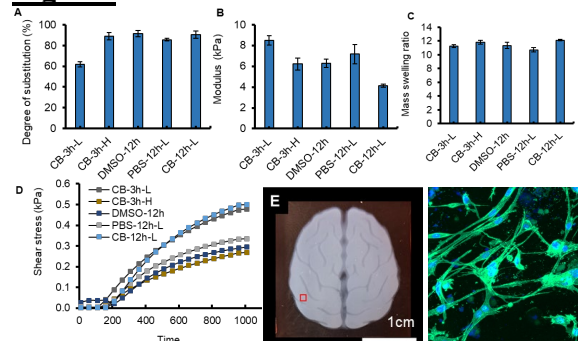 A
Degree of substitution (%)
100
80
60
40
20
0
CB-3h-L
CB-3h-H
DMSO-12h
PBS-12h-L
CB-12h-L
B
Modulus (kPa)
10
8
6
4
2
0
CB-3h-L
CB-3h-H
DMSO-12h
PBS-12h-L
CB-12h-L
C
Mass swelling ratio
14
12
10
8
6
4
2
0
CB-3h-L
CB-3h-H
DMSO-12h
PBS-12h-L
CB-12h-L
D
Shear stress (kPa)
0.6
0.5
0.4
0.3
0.2
0.1
0.0
CB-3h-L
CB-3h-H
DMSO-12h
PBS-12h-L
CB-12h-L
0
200
400
600
800
1000
Time
E
1cm